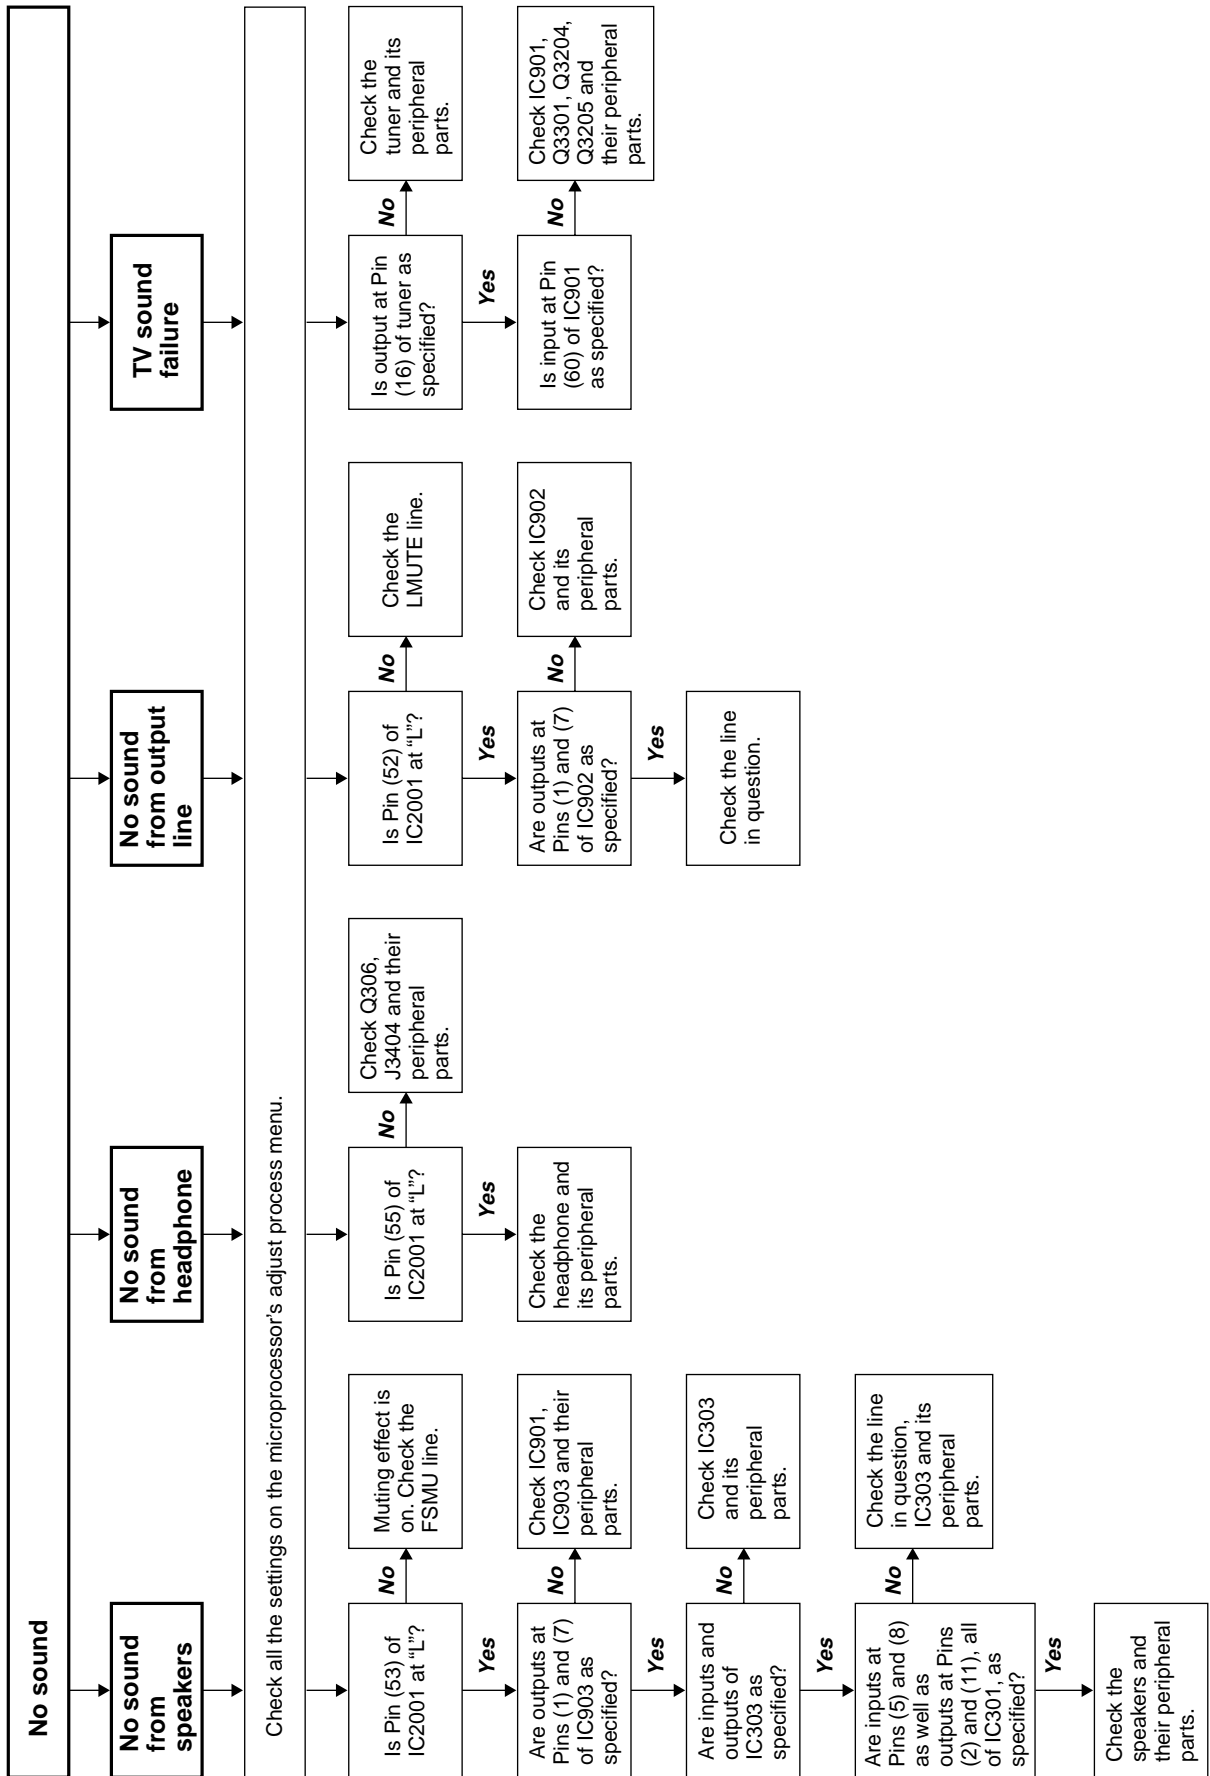 No sound
No sound
from
speakers
No sound
from
headphone
No sound
from output
line
TV sound
failure
Check all the settings on the microprocessor's adjust process menu.
Is Pin (53) of
IC2001 at “L”?
No
Muting effect is
on. Check the
FSMU line.
Yes
Are outputs at
Pins (1) and (7)
of IC903 as
specified?
No
Check IC901,
IC903 and their
peripheral
parts.
Yes
Are inputs and
outputs of
IC303 as
specified?
No
Check IC303
and its
peripheral
parts.
Yes
Are inputs at
Pins (5) and (8)
as well as
outputs at Pins
(2) and (11), all
of IC301, as
specified?
No
Check the line
in question,
IC303 and its
peripheral
parts.
Yes
Check the
speakers and
their peripheral
parts.
Is Pin (55) of
IC2001 at “L”?
No
Check Q306,
J3404 and their
peripheral
parts.
Yes
Check the
headphone and
its peripheral
parts.
Is Pin (52) of
IC2001 at “L”?
No
Check the
LMUTE line.
Yes
Are outputs at
Pins (1) and (7)
of IC902 as
specified?
No
Check IC902
and its
peripheral
parts.
Yes
Check the line
in question.
Is output at Pin
(16) of tuner as
specified?
No
Check the
tuner and its
peripheral
parts.
Yes
Is input at Pin
(60) of IC901
as specified?
No
Check IC901,
Q3301, Q3204,
Q3205 and
their peripheral
parts.